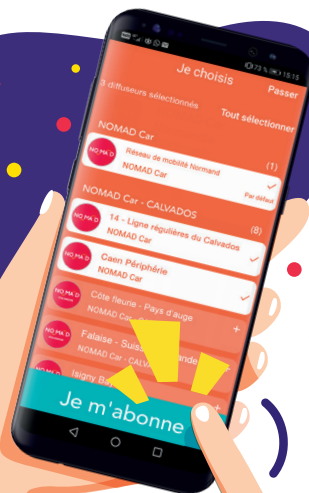 73 % 15:15
Je choisis
Passer
3 diffuseurs sélectionnés
Tout sélectionner
NOMAD Car
(1)
NOMAD
Réseau de mobilité Normand
NOMAD Car
Par défaut
NOMAD Car - CALVADOS
(8)
NOMAD
14 - Ligne régulières du Calvados
NOMAD Car
NOMAD
Caen Périphérie
NOMAD Car
NOMAD
Côte fleurie - Pays d'auge
NOMAD Car -
NOMAD
Falaise -
NOMAD Car - CALVA
Isigny
Je m'abonne